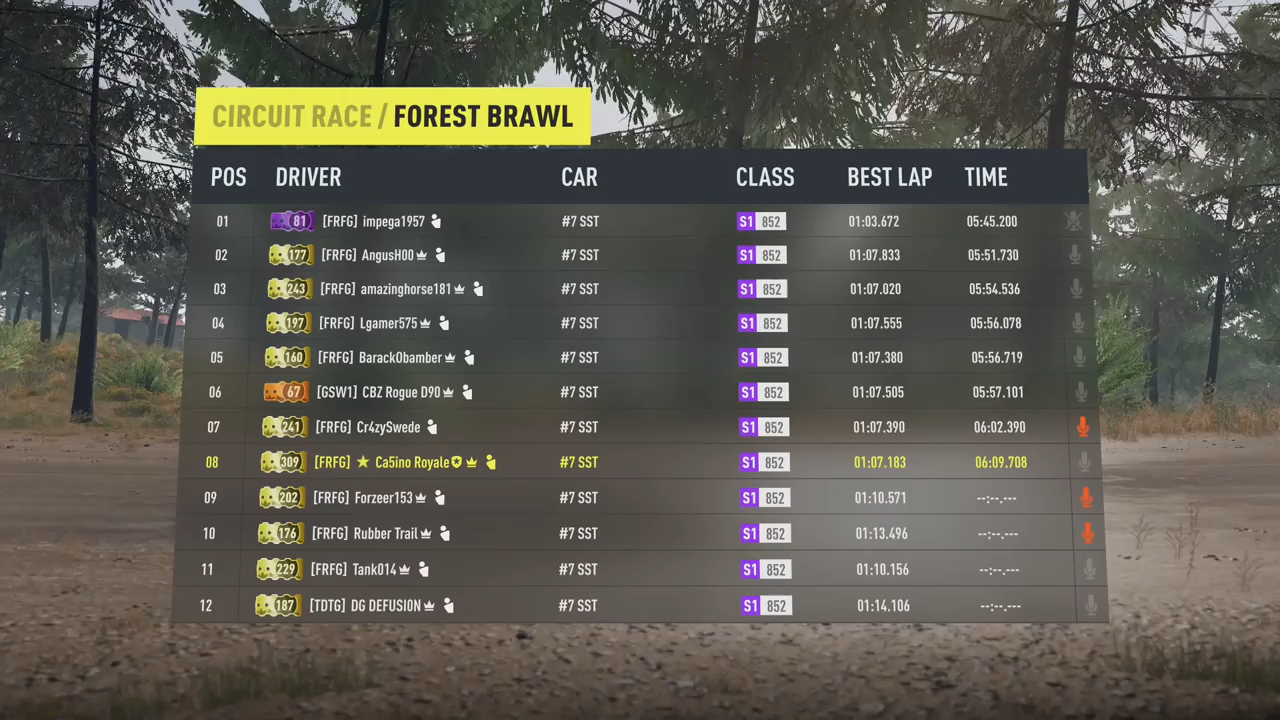 CIRCUIT RACE / FOREST BRAWL
POS DRIVER CAR CLASS BEST LAP TIME
01 81 [FRFG] impega1957 #7 SST S1 852 01:03.672 05:45.200
02 177 [FRFG] AngusH00 #7 SST S1 852 01:07.833 05:51.730
03 243 [FRFG] amazinghorse181 #7 SST S1 852 01:07.020 05:54.536
04 197 [FRFG] Lgamer575 #7 SST S1 852 01:07.555 05:56.078
05 160 [FRFG] BarackObamber #7 SST S1 852 01:07.380 05:56.719
06 67 [GSW1] CBZ Rogue D90 #7 SST S1 852 01:07.505 05:57.101
07 241 [FRFG] Cr4zySwede #7 SST S1 852 01:07.390 06:02.390
08 309 [FRFG] ★ Ca5ino Royale #7 SST S1 852 01:07.183 06:09.708
09 202 [FRFG] Forzeer153 #7 SST S1 852 01:10.571 --:--.---
10 176 [FRFG] Rubber Trail #7 SST S1 852 01:13.496 --:--.---
11 229 [FRFG] Tank014 #7 SST S1 852 01:10.156 --:--.---
12 187 [TDTG] DG DEFUSION #7 SST S1 852 01:14.106 --:--.---